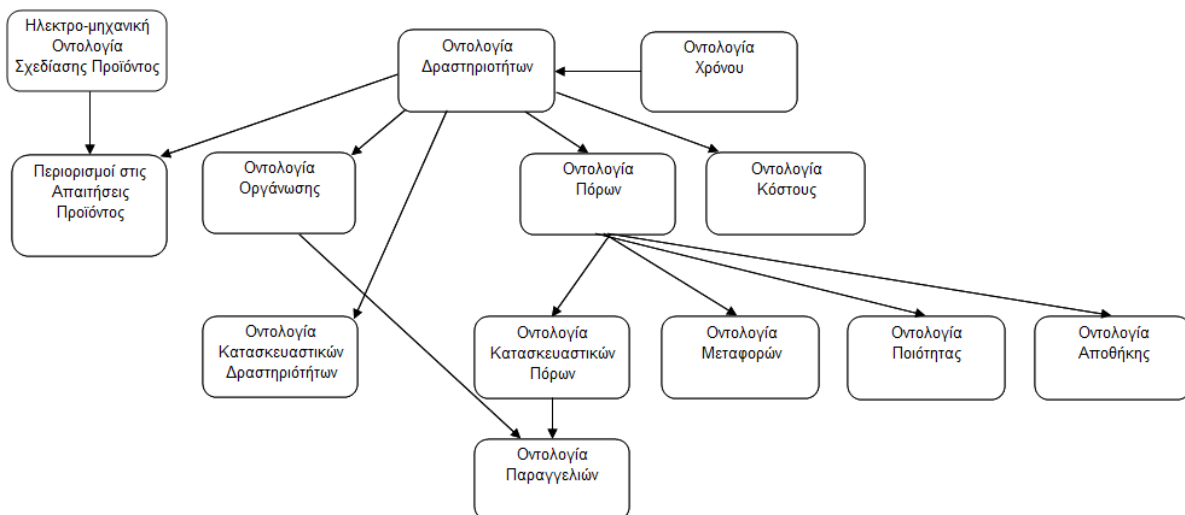 Ηλεκτρο-μηχανική
Οντολογία
Σχεδίασης Προϊόντος
Οντολογία
Δραστηριοτήτων
Οντολογία
Χρόνου
Περιορισμοί στις
Απαιτήσεις
Προϊόντος
Οντολογία
Οργάνωσης
Οντολογία
Πόρων
Οντολογία
Κόστους
Οντολογία
Κατασκευαστικών
Δραστηριότήτων
Οντολογία
Κατασκευαστικών
Πόρων
Οντολογία
Μεταφορών
Οντολογία
Ποιότητας
Οντολογία
Αποθήκης
Οντολογία
Παραγγελιών